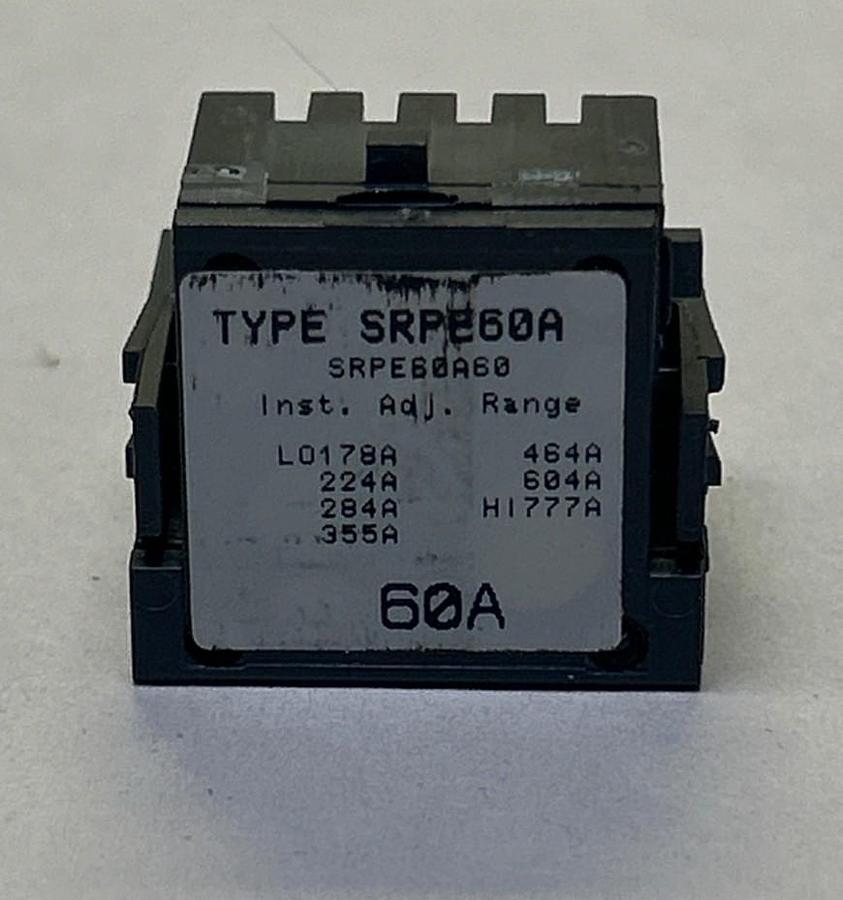 TYPE SRPE60A
SRPE60A60
Inst. Adj. Range
LO178A 464A
224A 604A
284A HI777A
355A
60A